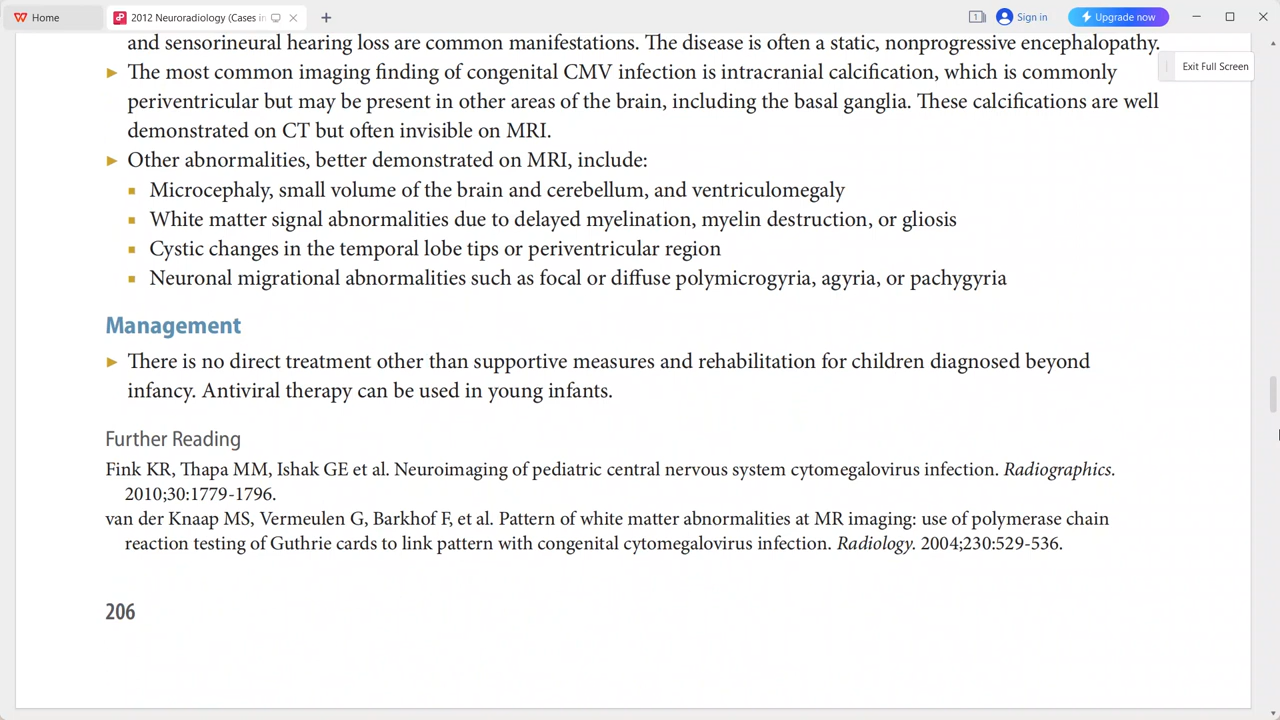 Home
2012 Neuroradiology (Cases in
Sign in
Upgrade now
Exit Full Screen
and sensorineural hearing loss are common manifestations. The disease is often a static, nonprogressive encephalopathy.
► The most common imaging finding of congenital CMV infection is intracranial calcification, which is commonly
periventricular but may be present in other areas of the brain, including the basal ganglia. These calcifications are well
demonstrated on CT but often invisible on MRI.
► Other abnormalities, better demonstrated on MRI, include:
■ Microcephaly, small volume of the brain and cerebellum, and ventriculomegaly
■ White matter signal abnormalities due to delayed myelination, myelin destruction, or gliosis
■ Cystic changes in the temporal lobe tips or periventricular region
■ Neuronal migrational abnormalities such as focal or diffuse polymicrogyria, agyria, or pachygyria
Management
► There is no direct treatment other than supportive measures and rehabilitation for children diagnosed beyond
infancy. Antiviral therapy can be used in young infants.
Further Reading
Fink KR, Thapa MM, Ishak GE et al. Neuroimaging of pediatric central nervous system cytomegalovirus infection. Radiographics.
2010;30:1779-1796.
van der Knaap MS, Vermeulen G, Barkhof F, et al. Pattern of white matter abnormalities at MR imaging: use of polymerase chain
reaction testing of Guthrie cards to link pattern with congenital cytomegalovirus infection. Radiology. 2004;230:529-536.
206